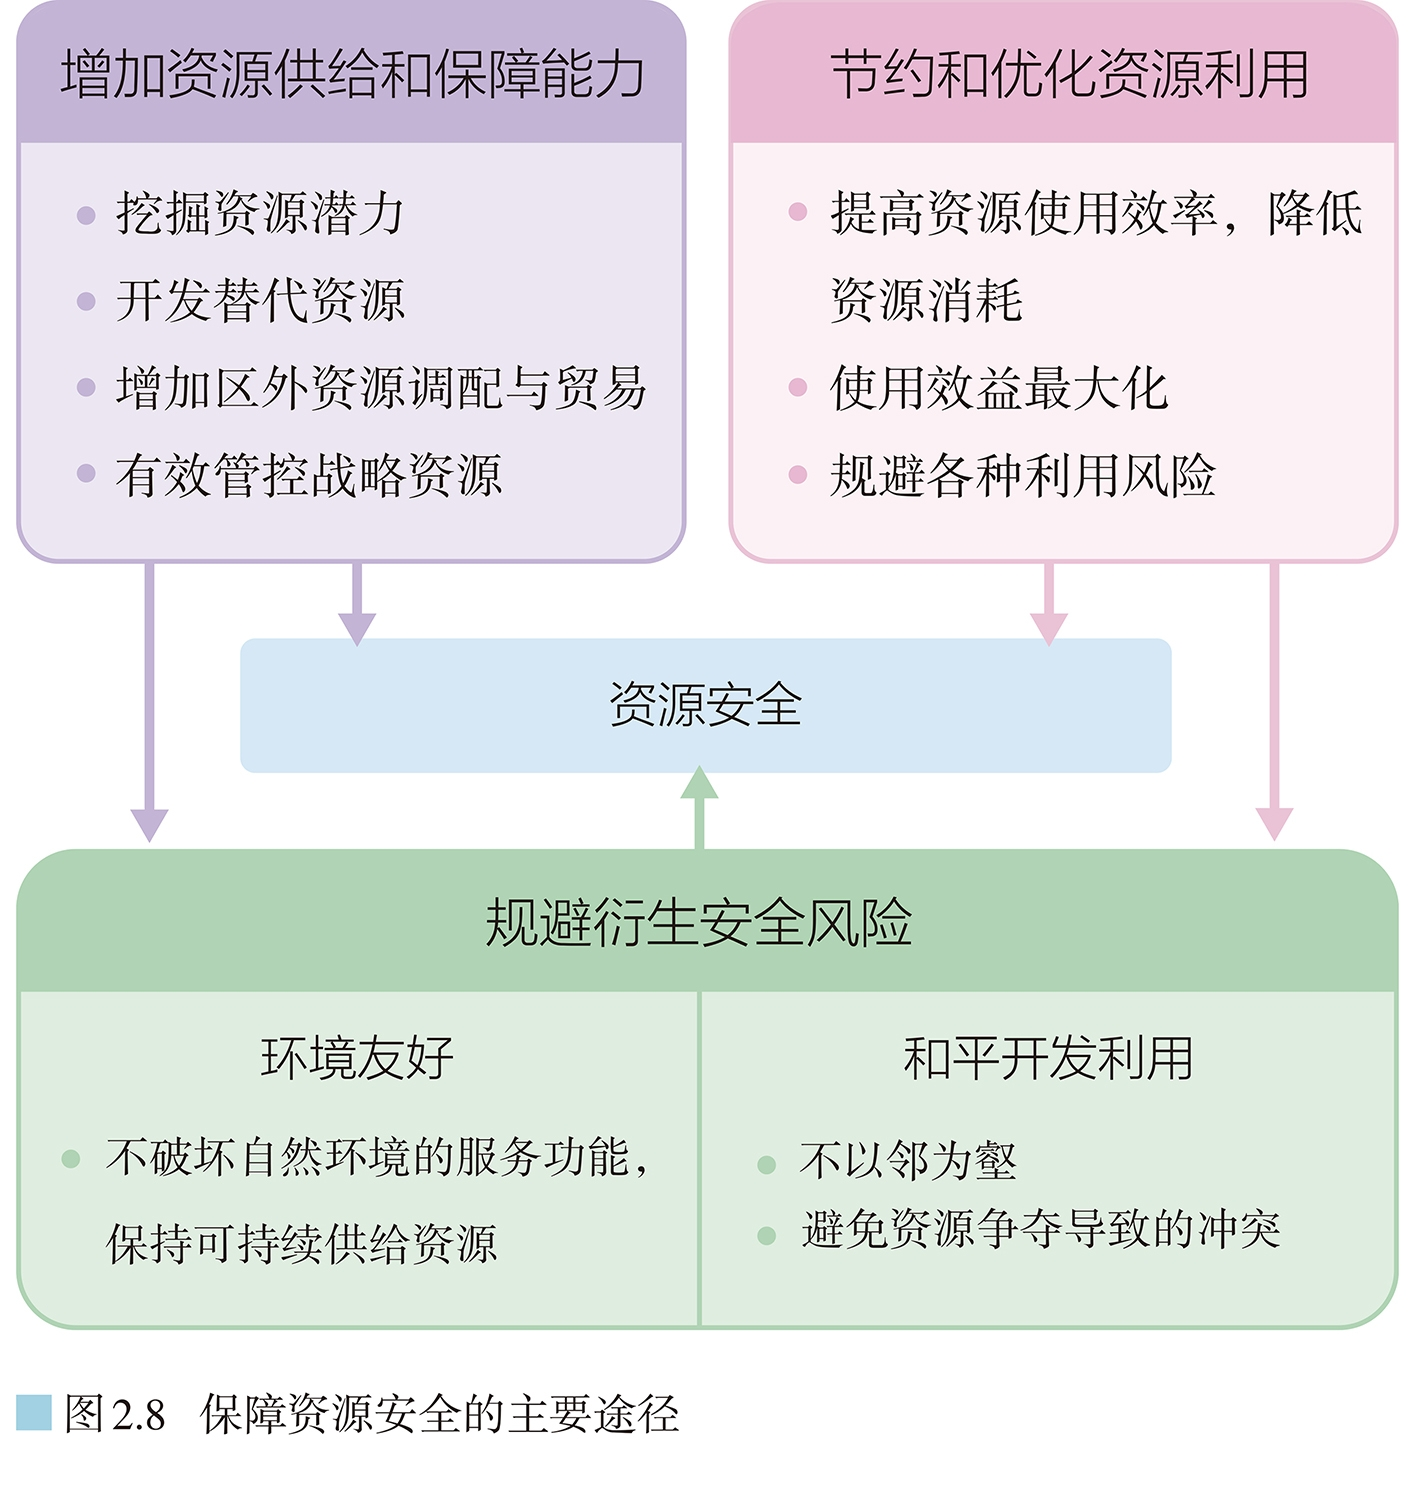 增加资源供给和保障能力
挖掘资源潜力
开发替代资源
增加区外资源调配与贸易
有效管控战略资源
节约和优化资源利用
提高资源使用效率，降低
资源消耗
使用效益最大化
规避各种利用风险
资源安全
规避衍生安全风险
环境友好
不破坏自然环境的服务功能，
保持可持续供给资源
和平开发利用
不以邻为壑
避免资源争夺导致的冲突
图2.8 保障资源安全的主要途径